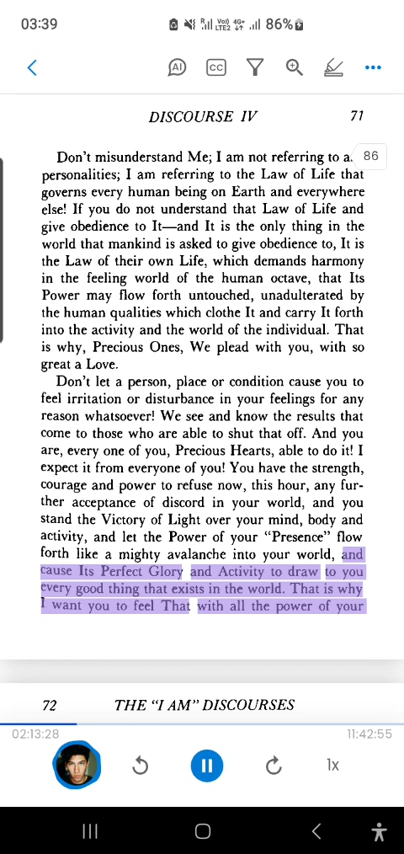 03:39
R Vo)) LTE2 4G+ 86%
AI CC
DISCOURSE IV 71
86
Don't misunderstand Me; I am not referring to a
personalities; I am referring to the Law of Life that
governs every human being on Earth and everywhere
else! If you do not understand that Law of Life and
give obedience to It—and It is the only thing in the
world that mankind is asked to give obedience to, It is
the Law of their own Life, which demands harmony
in the feeling world of the human octave, that Its
Power may flow forth untouched, unadulterated by
the human qualities which clothe It and carry It forth
into the activity and the world of the individual. That
is why, Precious Ones, We plead with you, with so
great a Love.
Don't let a person, place or condition cause you to
feel irritation or disturbance in your feelings for any
reason whatsoever! We see and know the results that
come to those who are able to shut that off. And you
are, every one of you, Precious Hearts, able to do it! I
expect it from everyone of you! You have the strength,
courage and power to refuse now, this hour, any fur-
ther acceptance of discord in your world, and you
stand the Victory of Light over your mind, body and
activity, and let the Power of your "Presence" flow
forth like a mighty avalanche into your world, and
cause Its Perfect Glory and Activity to draw to you
every good thing that exists in the world. That is why
I want you to feel That with all the power of your
72 THE "I AM" DISCOURSES
02:13:28 11:42:55
1x